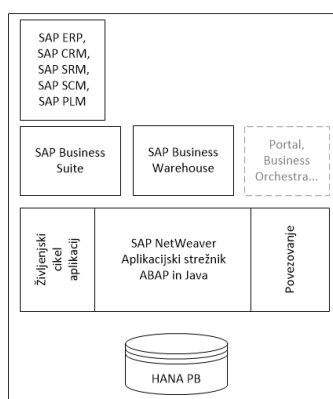 SAP ERP,
SAP CRM,
SAP SRM,
SAP SCM,
SAP PLM
SAP Business
Suite
SAP Business
Warehouse
Portal,
Business
Orchestra...
Življenjski
cikel
aplikacij
SAP NetWeaver
Aplikacijski strežnik
ABAP in Java
Povezovanje
HANA PB